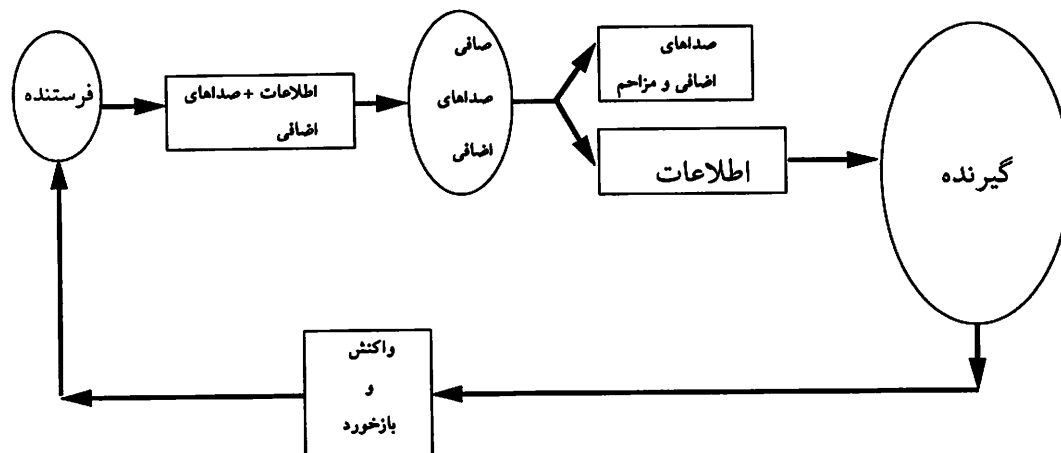 فرستنده
اطلاعات + صداهای
اضافی
صافی
صداهای
اضافی
صداهای
اضافی و مزاحم
اطلاعات
گیرنده
واکنش
و
بازخورد